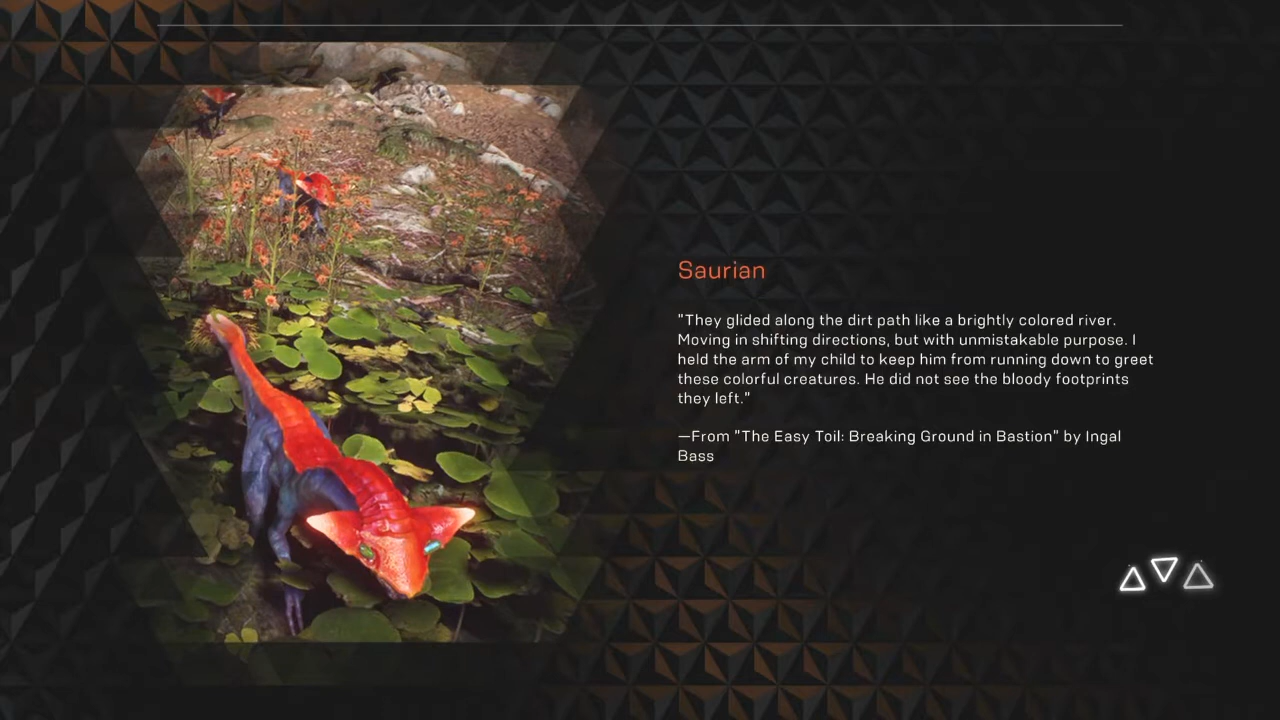 Saurian
"They glided along the dirt path like a brightly colored river.
Moving in shifting directions, but with unmistakable purpose. I
held the arm of my child to keep him from running down to greet
these colorful creatures. He did not see the bloody footprints
they left."
—From "The Easy Toil: Breaking Ground in Bastion" by Ingal
Bass